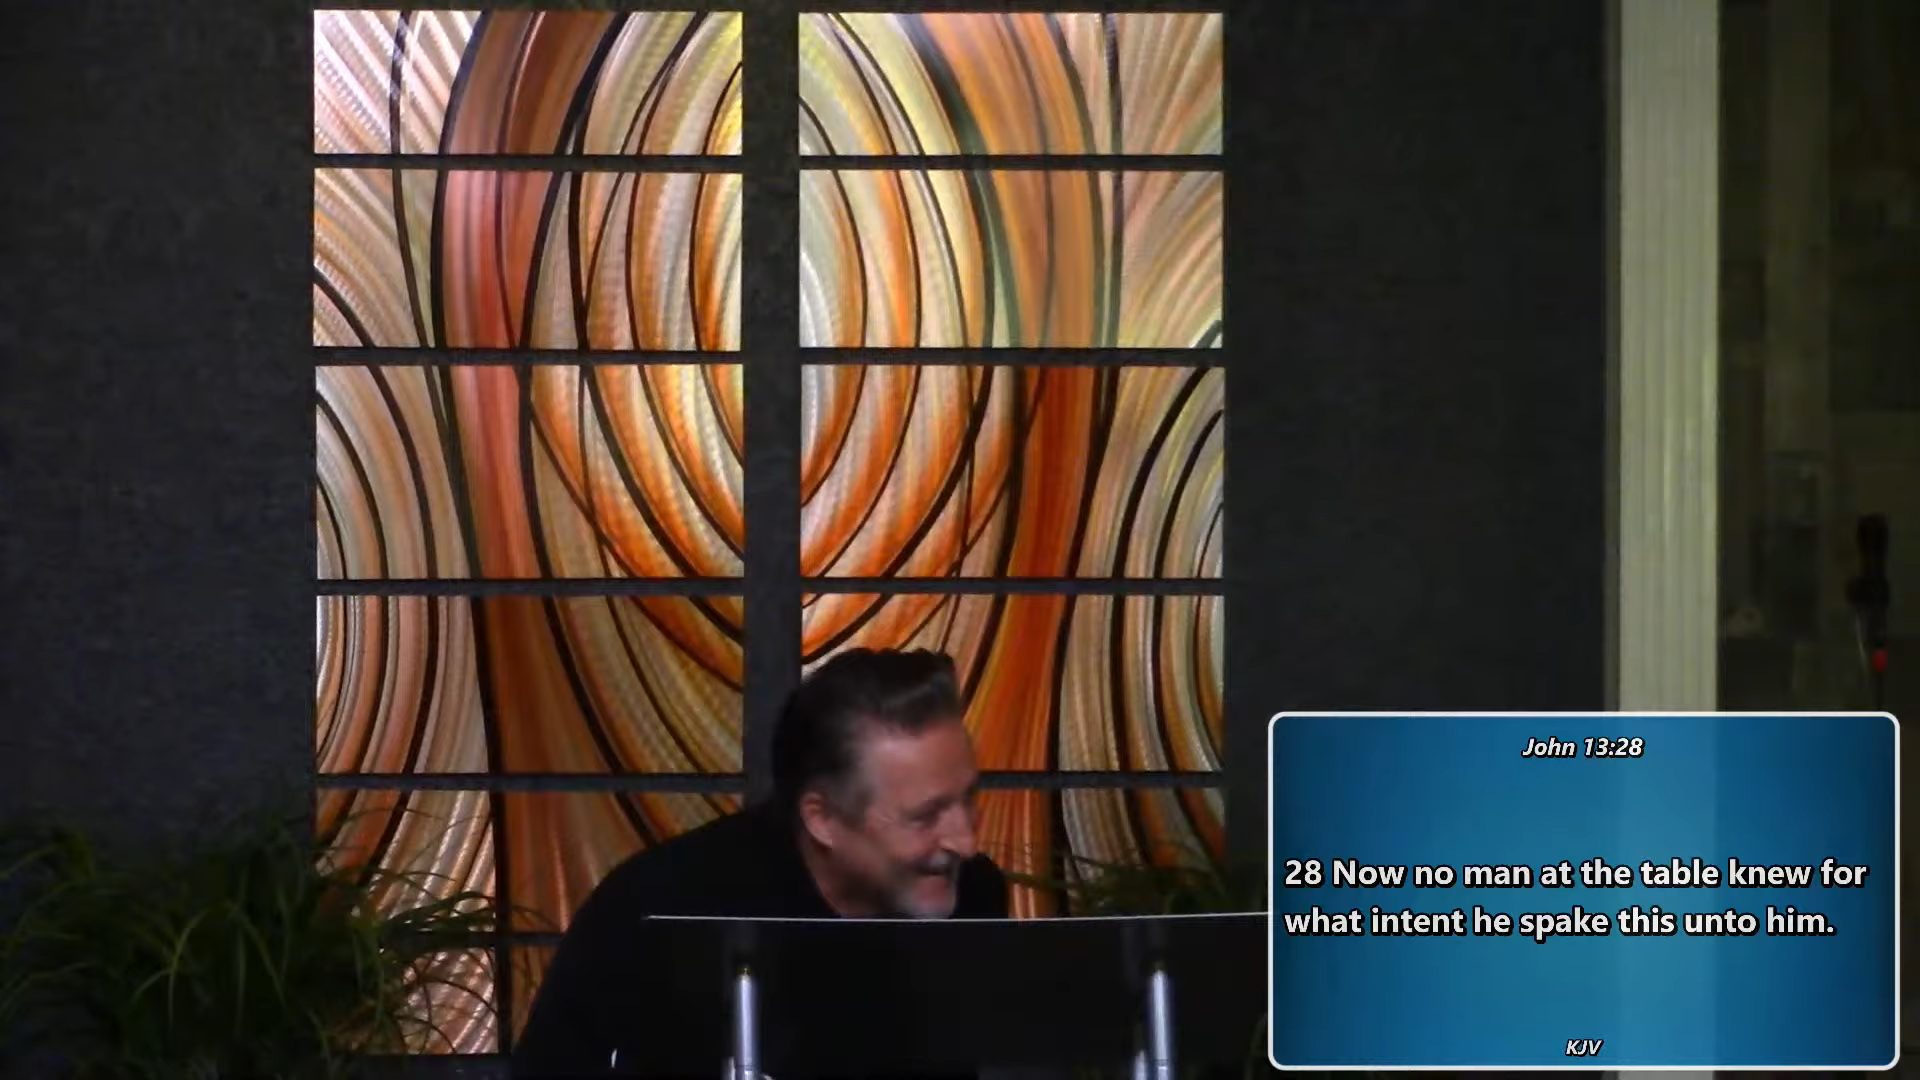 John 13:28
28 Now no man at the table knew for
what intent he spake this unto him.
KJV